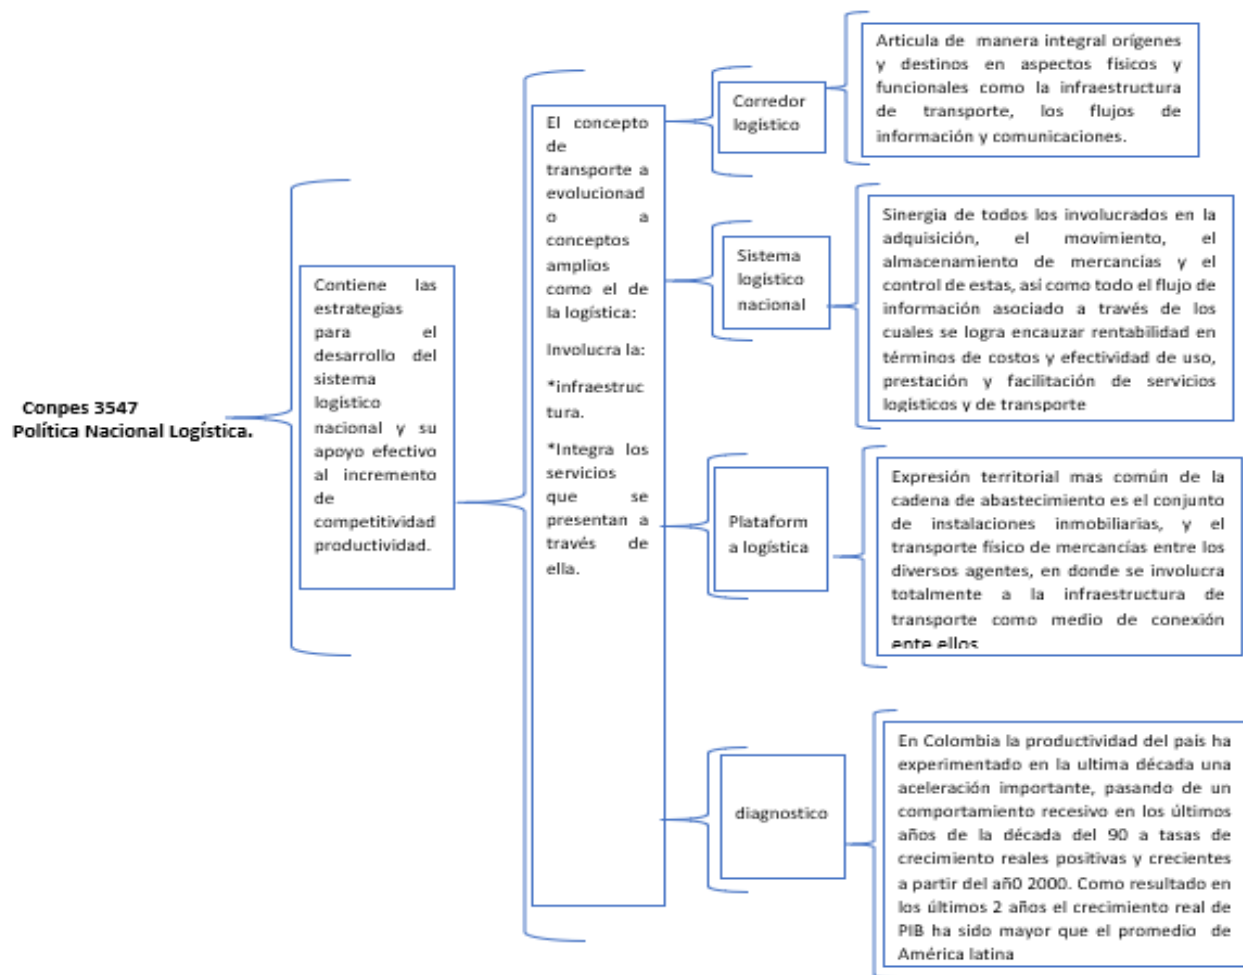 Conpes 3547
Política Nacional Logística.
Contiene las
estrategias
para el
desarrollo del
sistema
logístico
nacional y su
apoyo efectivo
al incremento
de
competitividad
productividad.
El concepto
de
transporte a
evolucionad
o a
conceptos
amplios
como el de
la logística:
Involucra la:
*infraestruc
tura.
*Integra los
servicios
que se
presentan a
través de
ella.
Corredor
logístico
Articula de manera integral orígenes
y destinos en aspectos físicos y
funcionales como la infraestructura
de transporte, los flujos de
información y comunicaciones.
Sistema
logístico
nacional
Sinergia de todos los involucrados en la
adquisición, el movimiento, el
almacenamiento de mercancías y el
control de estas, así como todo el flujo de
información asociado a través de los
cuales se logra encauzar rentabilidad en
términos de costos y efectividad de uso,
prestación y facilitación de servicios
logísticos y de transporte
Plataform
a logística
Expresión territorial mas común de la
cadena de abastecimiento es el conjunto
de instalaciones inmobiliarias, y el
transporte físico de mercancías entre los
diversos agentes, en donde se involucra
totalmente a la infraestructura de
transporte como medio de conexión
ente ellos
diagnostico
En Colombia la productividad del país ha
experimentado en la ultima década una
aceleración importante, pasando de un
comportamiento recesivo en los últimos
años de la década del 90 a tasas de
crecimiento reales positivas y crecientes
a partir del añ0 2000. Como resultado en
los últimos 2 años el crecimiento real de
PIB ha sido mayor que el promedio de
América latina